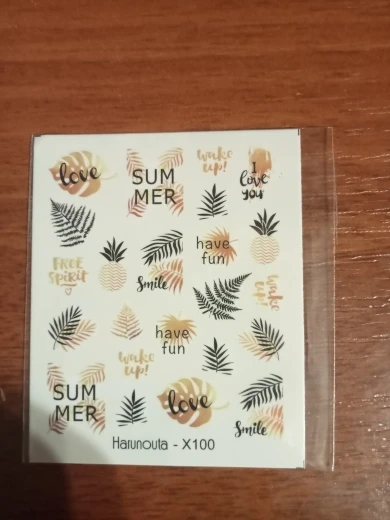 love
SUM
MER
wake
up!
I
love
you
FREE
SPIRIT
smile
have
fun
wake
up!
wake
up!
have
fun
SUM
MER
love
smile
Harunouta - X100